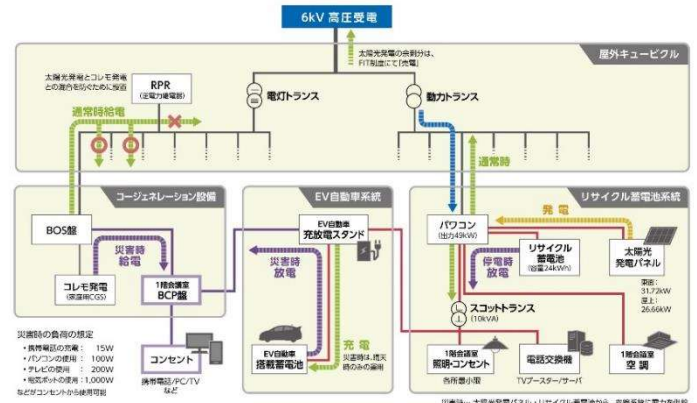 6kV 高圧受電
屋外キュービクル
太陽光発電の余剰分は、
FIT制度にて「売電」
太陽光発電とコレモ発電
との混合を防ぐために設置
RPR
(逆電力継電器)
通常時給電
電灯トランス
動力トランス
通常時
コージェネレーション設備
BOS盤
災害時
給電
コレモ発電
(家庭用CGS)
1階会議室
BCP盤
コンセント
携帯電話/PC/TV
など
災害時の負荷の想定
・携帯電話の充電: 15W
・パソコンの使用: 100W
・テレビの使用: 200W
・電気ポットの使用:1,000W
などがコンセントから使用可能
EV自動車系統
EV自動車
充放電スタンド
災害時
放電
EV自動車
搭載蓄電池
充電
災害時は、晴天
時のみの運用
リサイクル蓄電池系統
パワコン
(出力49kW)
発電
停電時
放電
リサイクル
蓄電池
(容量24kWh)
太陽光
発電パネル
東面:
31.72kW
屋上:
26.66kW
スコットトランス
(10kVA)
1階会議室
照明・コンセント
各所最小限
電話交換機
TVブースター/サーバ
1階会議室
空調